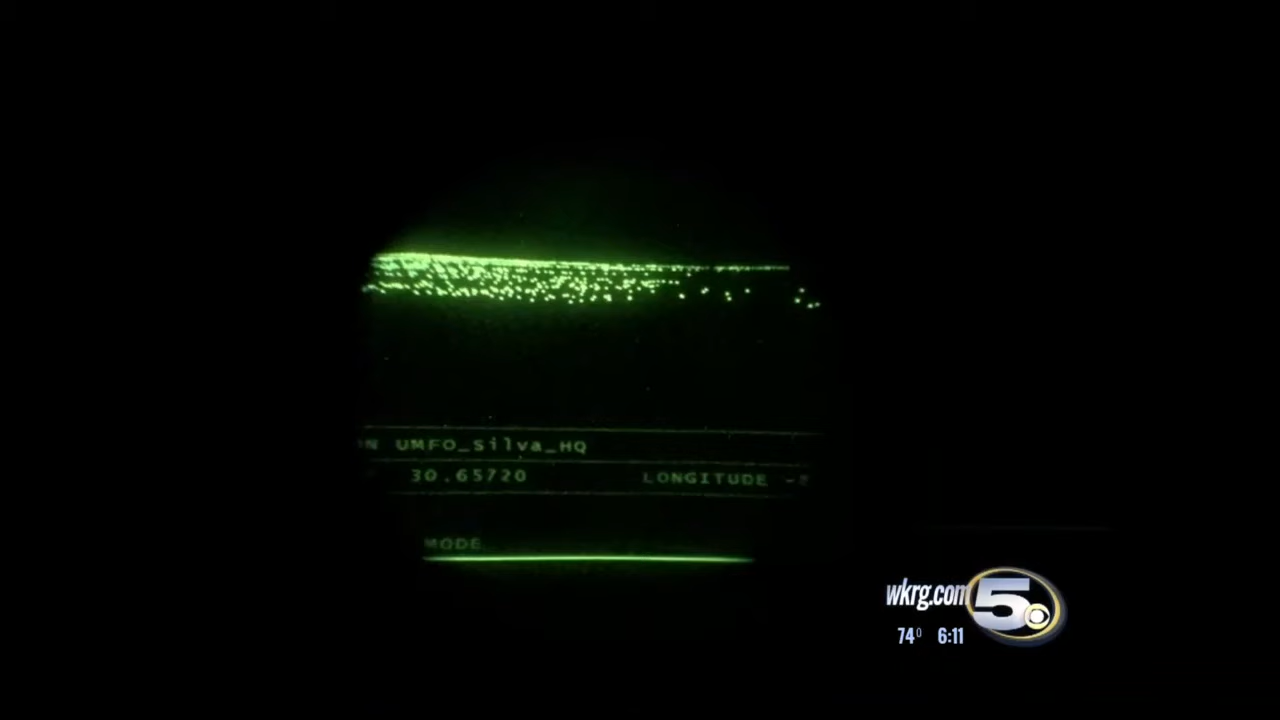 UMFO_Silva_HQ
30.65720 LONGITUDE
MODE
wkrg.com 5
74° 6:11